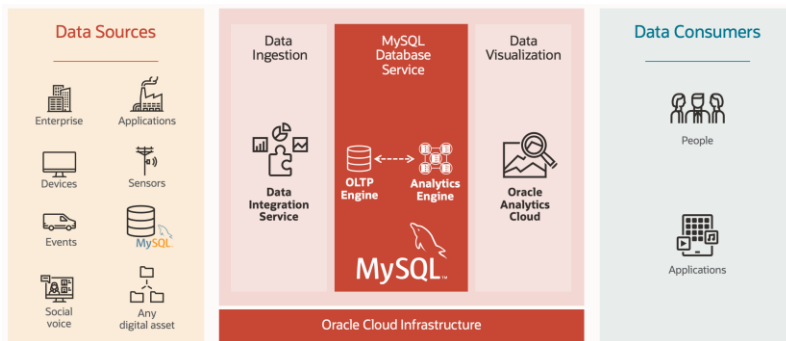 Data Sources
Enterprise
Applications
Devices
Sensors
Events
MySQL
Social
voice
Any
digital asset
Data
Ingestion
Data
Integration
Service
MySQL
Database
Service
OLTP
Engine
Analytics
Engine
MySQL™
Data
Visualization
Oracle
Analytics
Cloud
Oracle Cloud Infrastructure
Data Consumers
People
Applications